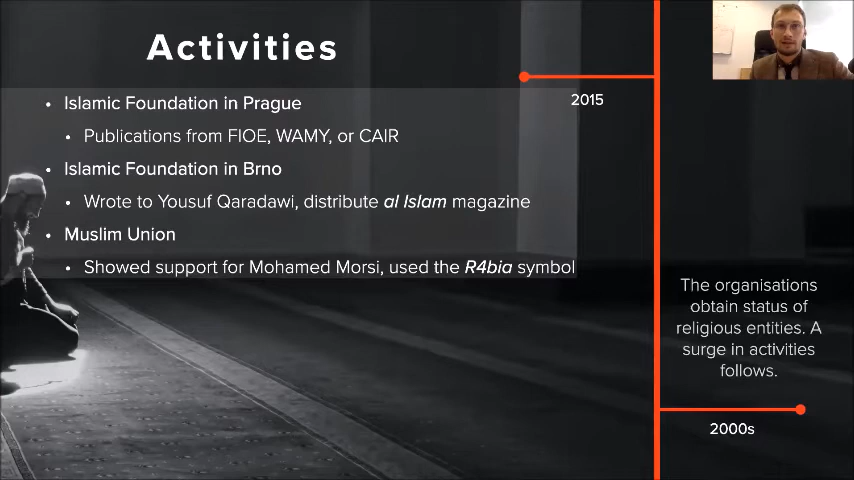 Activities
• Islamic Foundation in Prague
• Publications from FIOE, WAMY, or CAIR
• Islamic Foundation in Brno
• Wrote to Yousuf Qaradawi, distribute al Islam magazine
• Muslim Union
• Showed support for Mohamed Morsi, used the R4bia symbol
2015
The organisations
obtain status of
religious entities. A
surge in activities
follows.
2000s